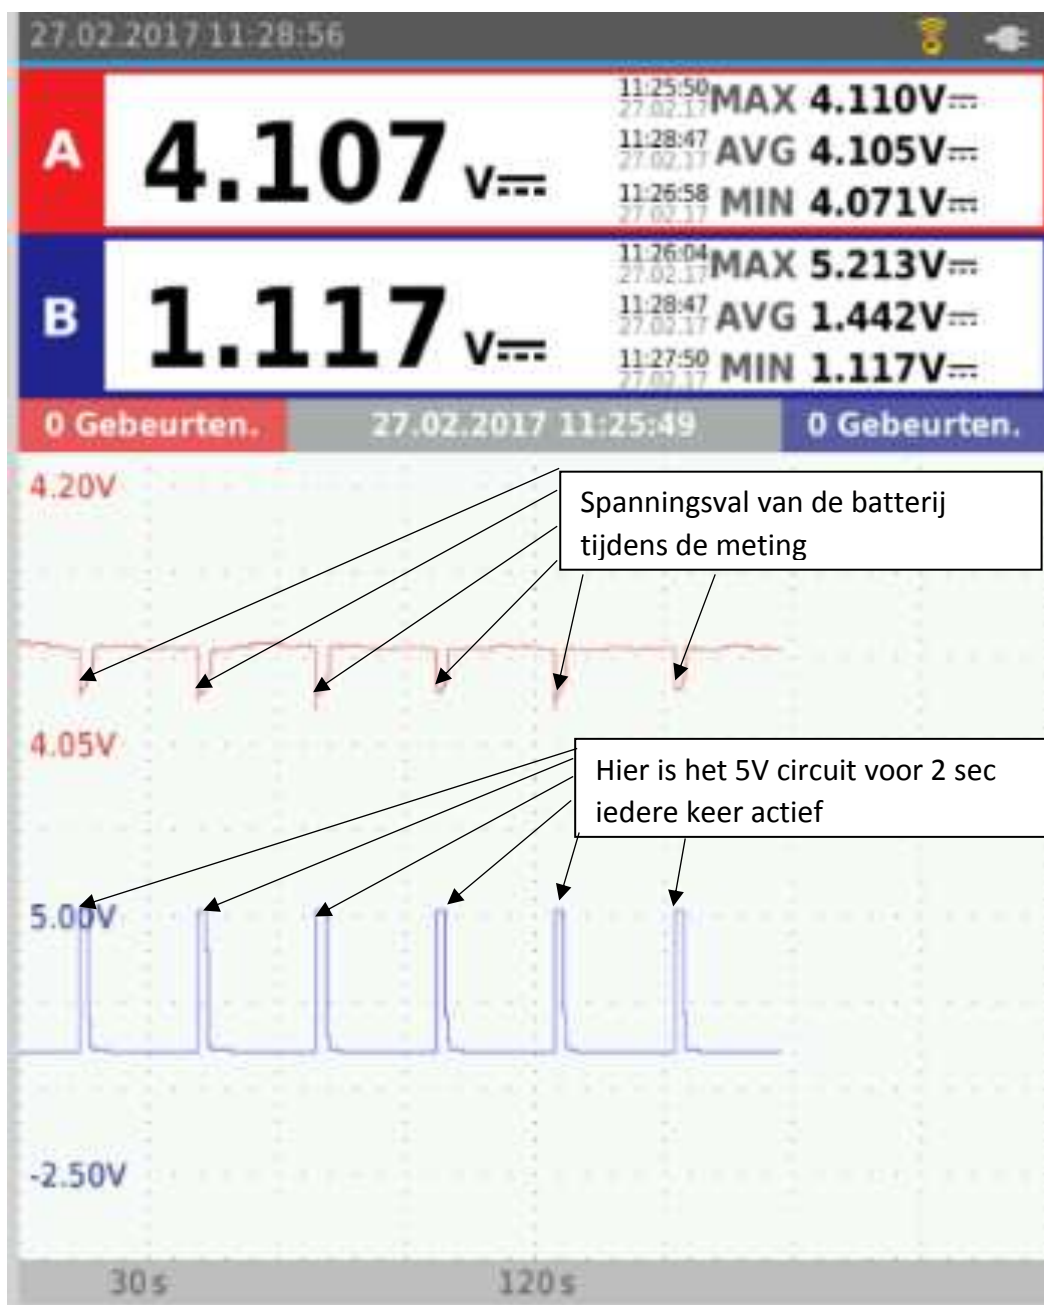 27.02.2017 11:28:56
A
4.107 V
11:25:50 MAX 4.110V
27.02.17
11:28:47 AVG 4.105V
27.02.17
11:26:58 MIN 4.071V
27.02.17
B
1.117 V
11:26:04 MAX 5.213V
27.02.17
11:28:47 AVG 1.442V
27.02.17
11:27:50 MIN 1.117V
27.02.17
0 Gebeurten. 27.02.2017 11:25:49 0 Gebeurten.
4.20V
Spanningsval van de batterij
tijdens de meting
4.05V
Hier is het 5V circuit voor 2 sec
iedere keer actief
5.00V
-2.50V
30s 120s